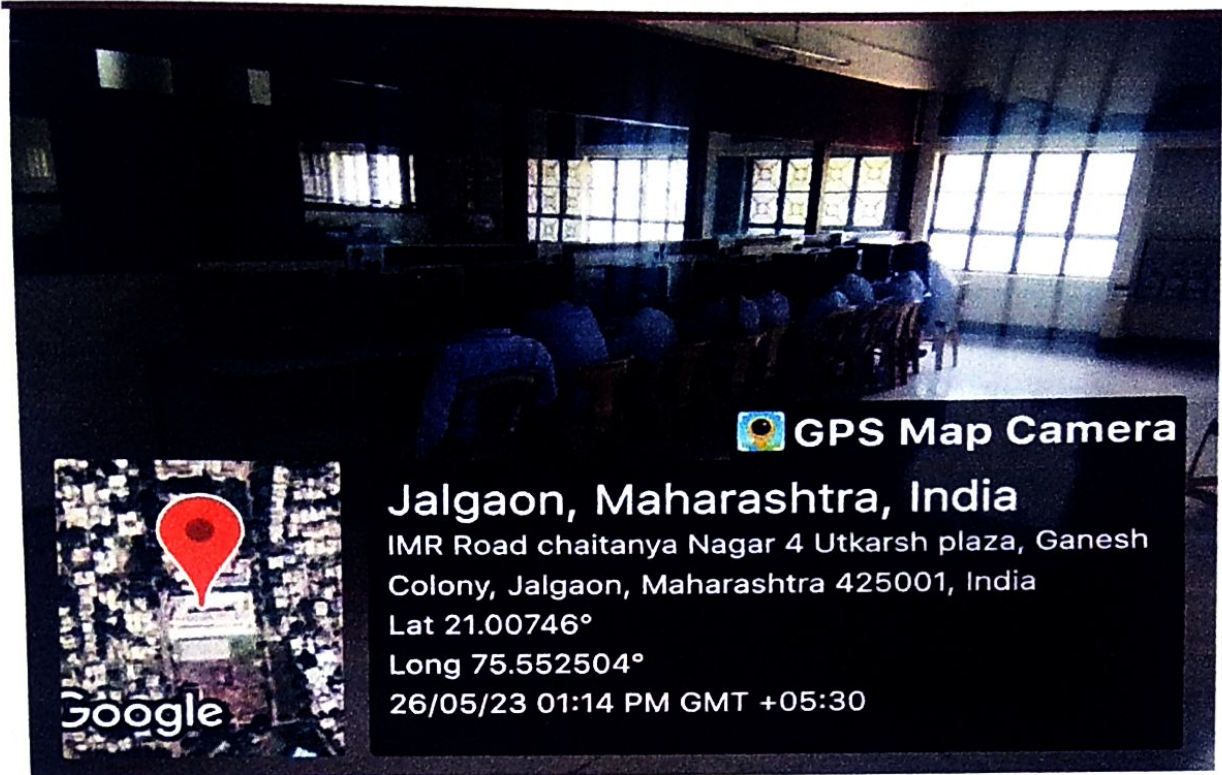 GPS Map Camera
Jalgaon, Maharashtra, India
IMR Road chaitanya Nagar 4 Utkarsh plaza, Ganesh
Colony, Jalgaon, Maharashtra 425001, India
Lat 21.00746°
Long 75.552504°
26/05/23 01:14 PM GMT +05:30
Google